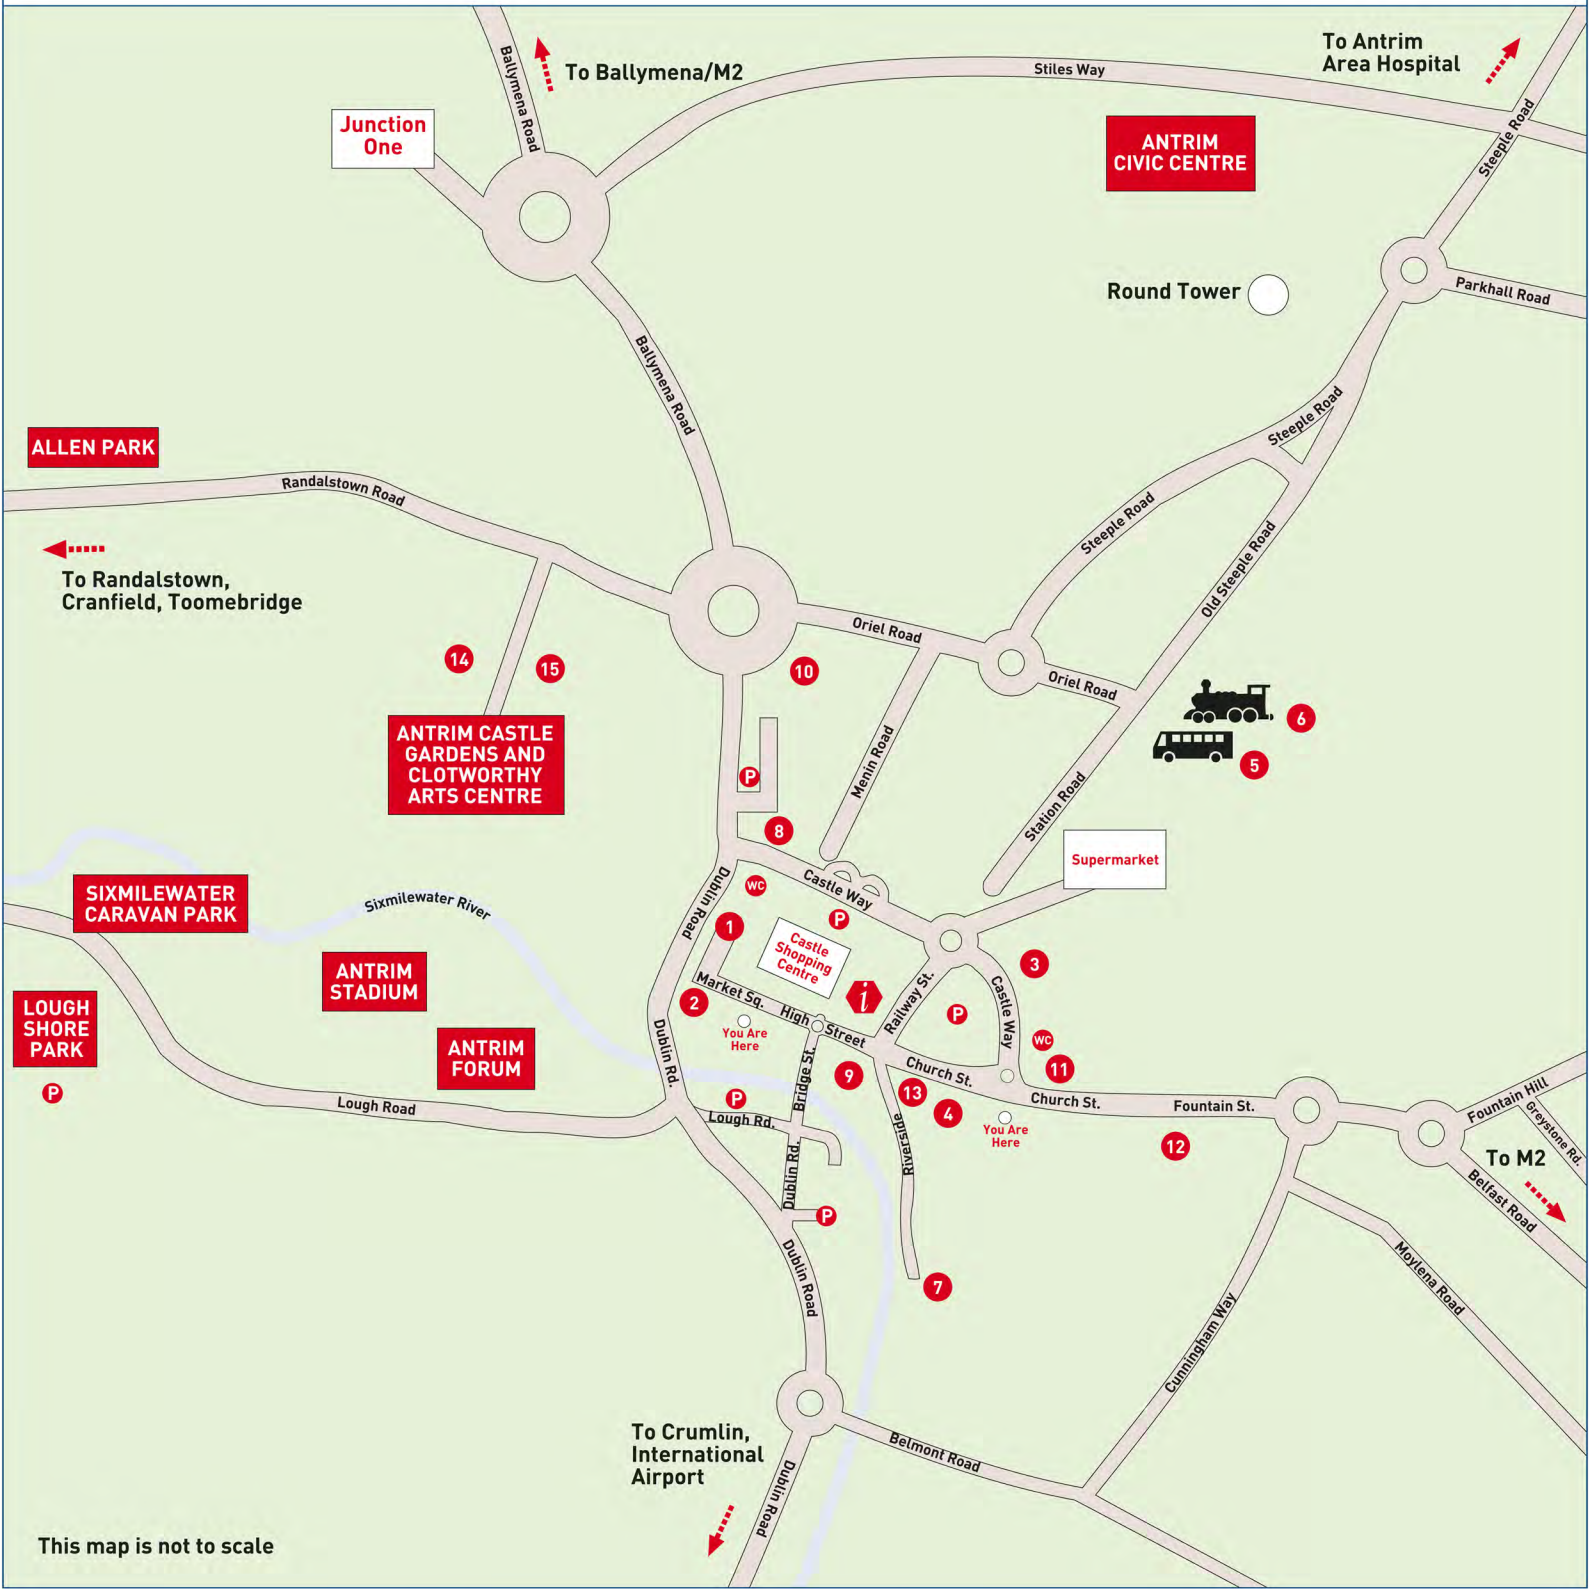 Ballymena Road
To Ballymena/M2
Stiles Way
To Antrim
Area Hospital
Steeple Road
Junction
One
ANTRIM
CIVIC CENTRE
Round Tower
Parkhall Road
Ballymena Road
Steeple Road
ALLEN PARK
Randalstown Road
Steeple Road
Old Steeple Road
To Randalstown,
Cranfield, Toomebridge
Oriel Road
14
15
10
Oriel Road
6
5
ANTRIM CASTLE
GARDENS AND
CLOTWORTHY
ARTS CENTRE
P
Menin Road
Station Road
8
Supermarket
Dublin Road
WC
Castle Way
SIXMILEWATER
CARAVAN PARK
Sixmilewater River
1
P
Castle
Shopping
Centre
3
ANTRIM
STADIUM
Market Sq.
2
i
Railway St.
P
Castle Way
LOUGH
SHORE
PARK
High Street
You Are
Here
Dublin Rd.
ANTRIM
FORUM
WC
Bridge St.
9
Church St.
11
P
Lough Road
P
Lough Rd.
13
4
Church St.
Fountain St.
Fountain Hill
Greystone Rd.
You Are
Here
Riverside
12
To M2
Dublin Rd.
Belfast Road
P
Dublin Road
7
Moylena Road
Cunningham Way
To Crumlin,
International
Airport
Belmont Road
Dublin Road
This map is not to scale